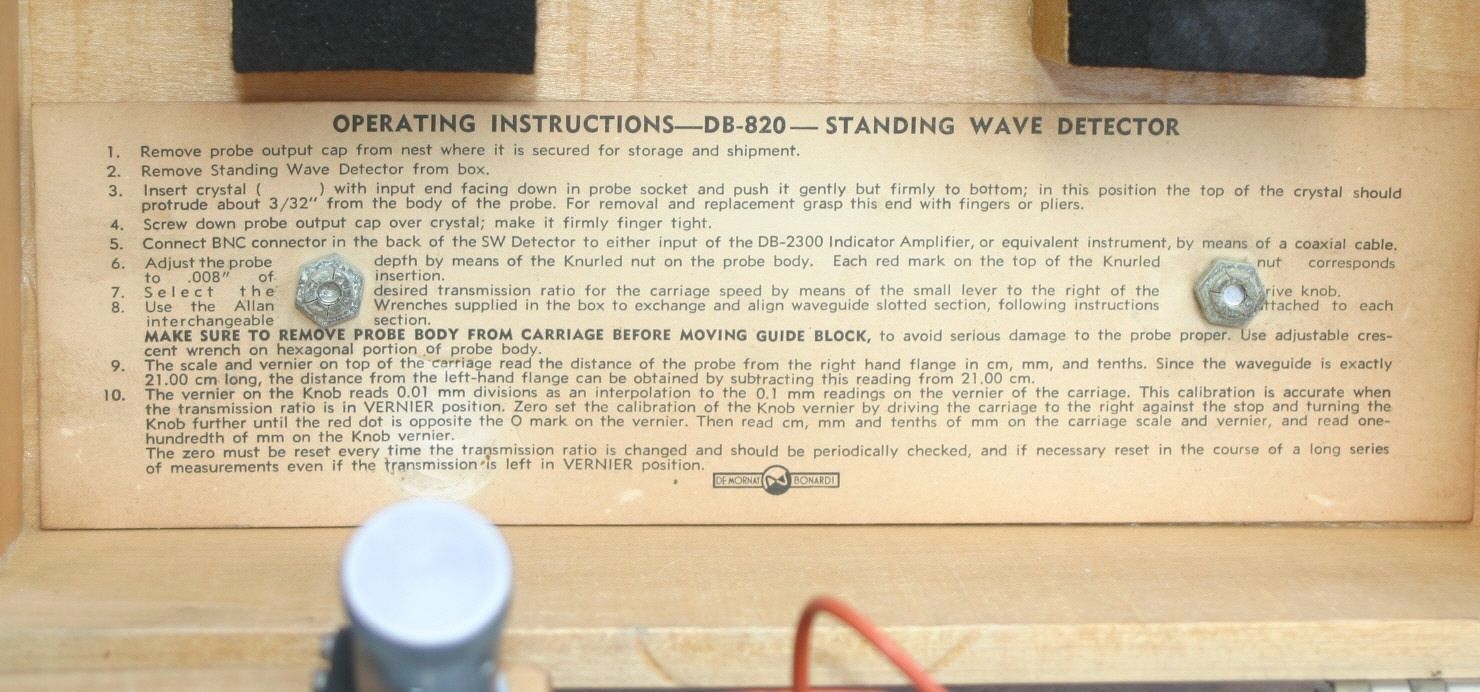 OPERATING INSTRUCTIONS—DB-820— STANDING WAVE DETECTOR
1. Remove probe output cap from nest where it is secured for storage and shipment.
2. Remove Standing Wave Detector from box.
3. Insert crystal ( ) with input end facing down in probe socket and push it gently but firmly to bottom; in this position the top of the crystal should
protrude about 3/32" from the body of the probe. For removal and replacement grasp this end with fingers or pliers.
4. Screw down probe output cap over crystal; make it firmly finger tight.
5. Connect BNC connector in the back of the SW Detector to either input of the DB-2300 Indicator Amplifier, or equivalent instrument, by means of a coaxial cable.
6. Adjust the probe depth by means of the Knurled nut on the probe body. Each red mark on the top of the Knurled nut corresponds
to .008" of insertion.
7. Select the desired transmission ratio for the carriage speed by means of the small lever to the right of the rive knob.
8. Use the Allan Wrenches supplied in the box to exchange and align waveguide slotted section, following instructions ttached to each
interchangeable section.
MAKE SURE TO REMOVE PROBE BODY FROM CARRIAGE BEFORE MOVING GUIDE BLOCK, to avoid serious damage to the probe proper. Use adjustable cres-
cent wrench on hexagonal portion of probe body.
9. The scale and vernier on top of the carriage read the distance of the probe from the right hand flange in cm, mm, and tenths. Since the waveguide is exactly
21.00 cm long, the distance from the left-hand flange can be obtained by subtracting this reading from 21.00 cm.
10. The vernier on the Knob reads 0.01 mm divisions as an interpolation to the 0.1 mm readings on the vernier of the carriage. This calibration is accurate when
the transmission ratio is in VERNIER position. Zero set the calibration of the Knob vernier by driving the carriage to the right against the stop and turning the
Knob further until the red dot is opposite the O mark on the vernier. Then read cm, mm and tenths of mm on the carriage scale and vernier, and read one-
hundredth of mm on the Knob vernier.
The zero must be reset every time the transmission ratio is changed and should be periodically checked, and if necessary reset in the course of a long series
of measurements even if the transmission is left in VERNIER position.
DE MORNAY BONARDI